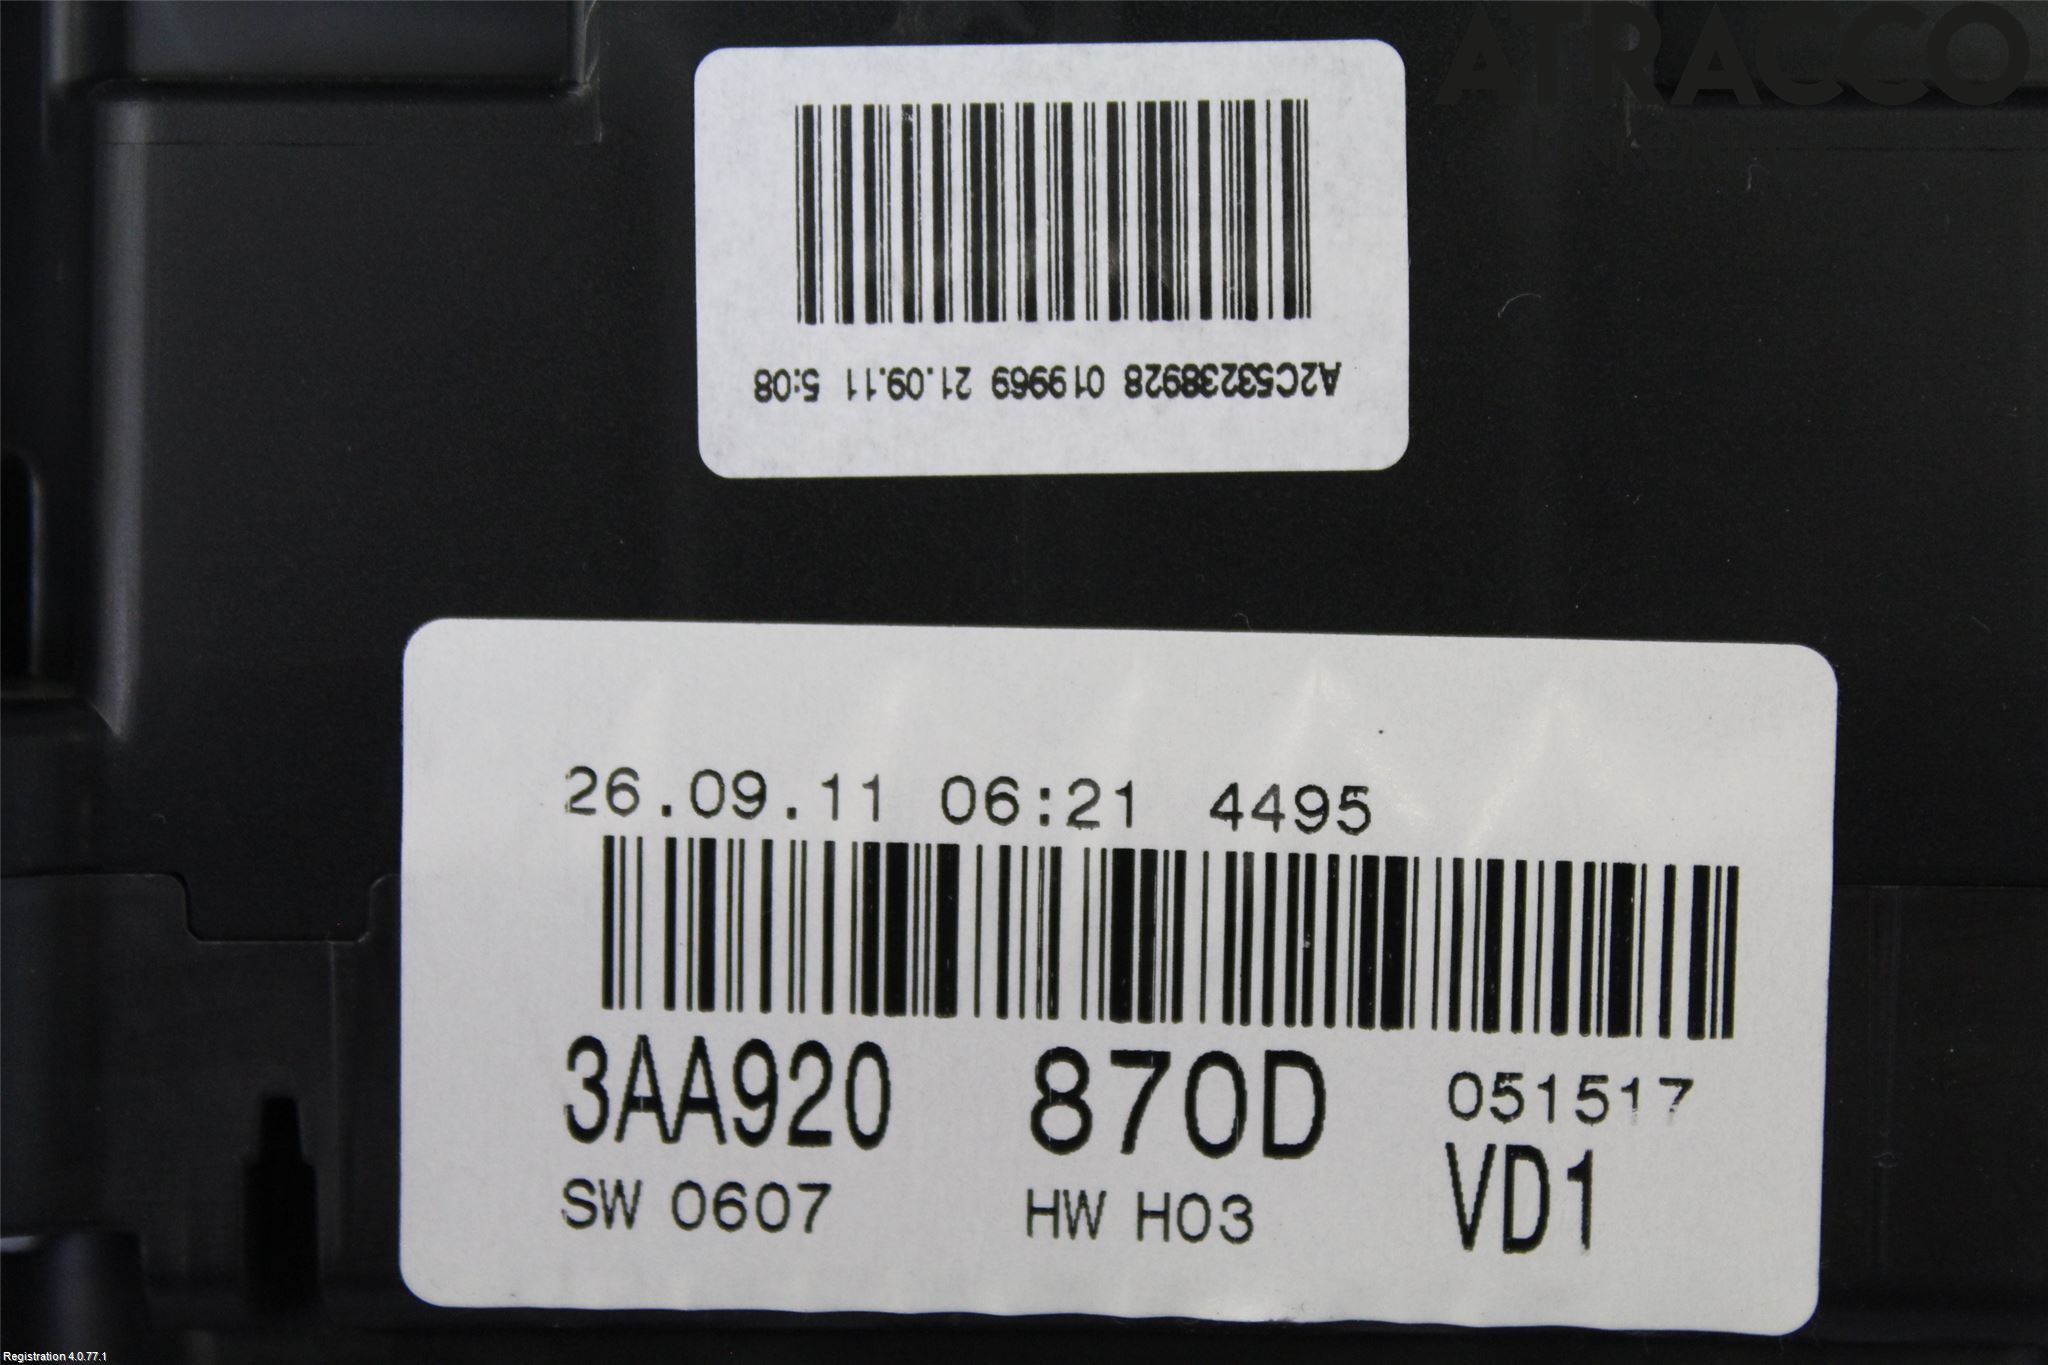 ATRACCO
A2C53238928 019969 21.09.11 5:08
26.09.11 06:21 4495
3AA920 870D 051517
SW 0607 HW H03 VD1
Registration 4.0.77.1